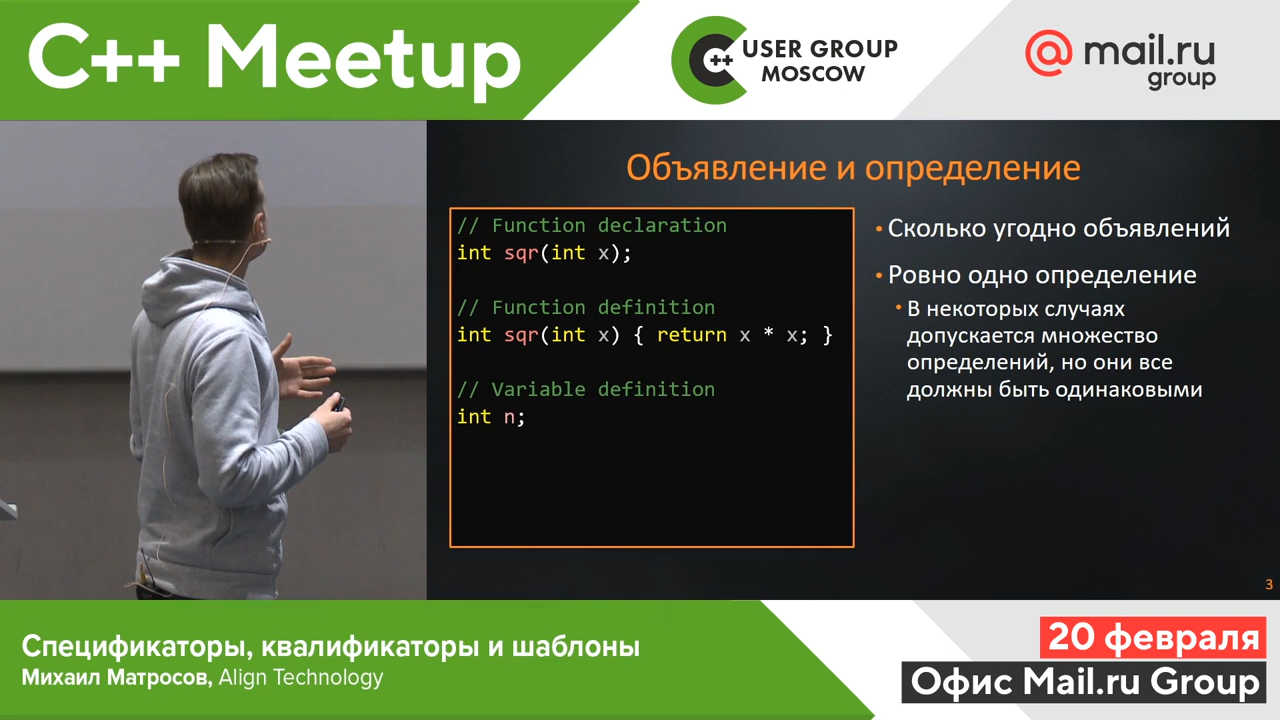 C++ Meetup
C++ USER GROUP
MOSCOW
@mail.ru
group
Объявление и определение
// Function declaration
int sqr(int x);
// Function definition
int sqr(int x) { return x * x; }
// Variable definition
int n;
• Сколько угодно объявлений
• Ровно одно определение
• В некоторых случаях
допускается множество
определений, но они все
должны быть одинаковыми
3
Спецификаторы, квалификаторы и шаблоны
Михаил Матросов, Align Technology
20 февраля
Офис Mail.ru Group